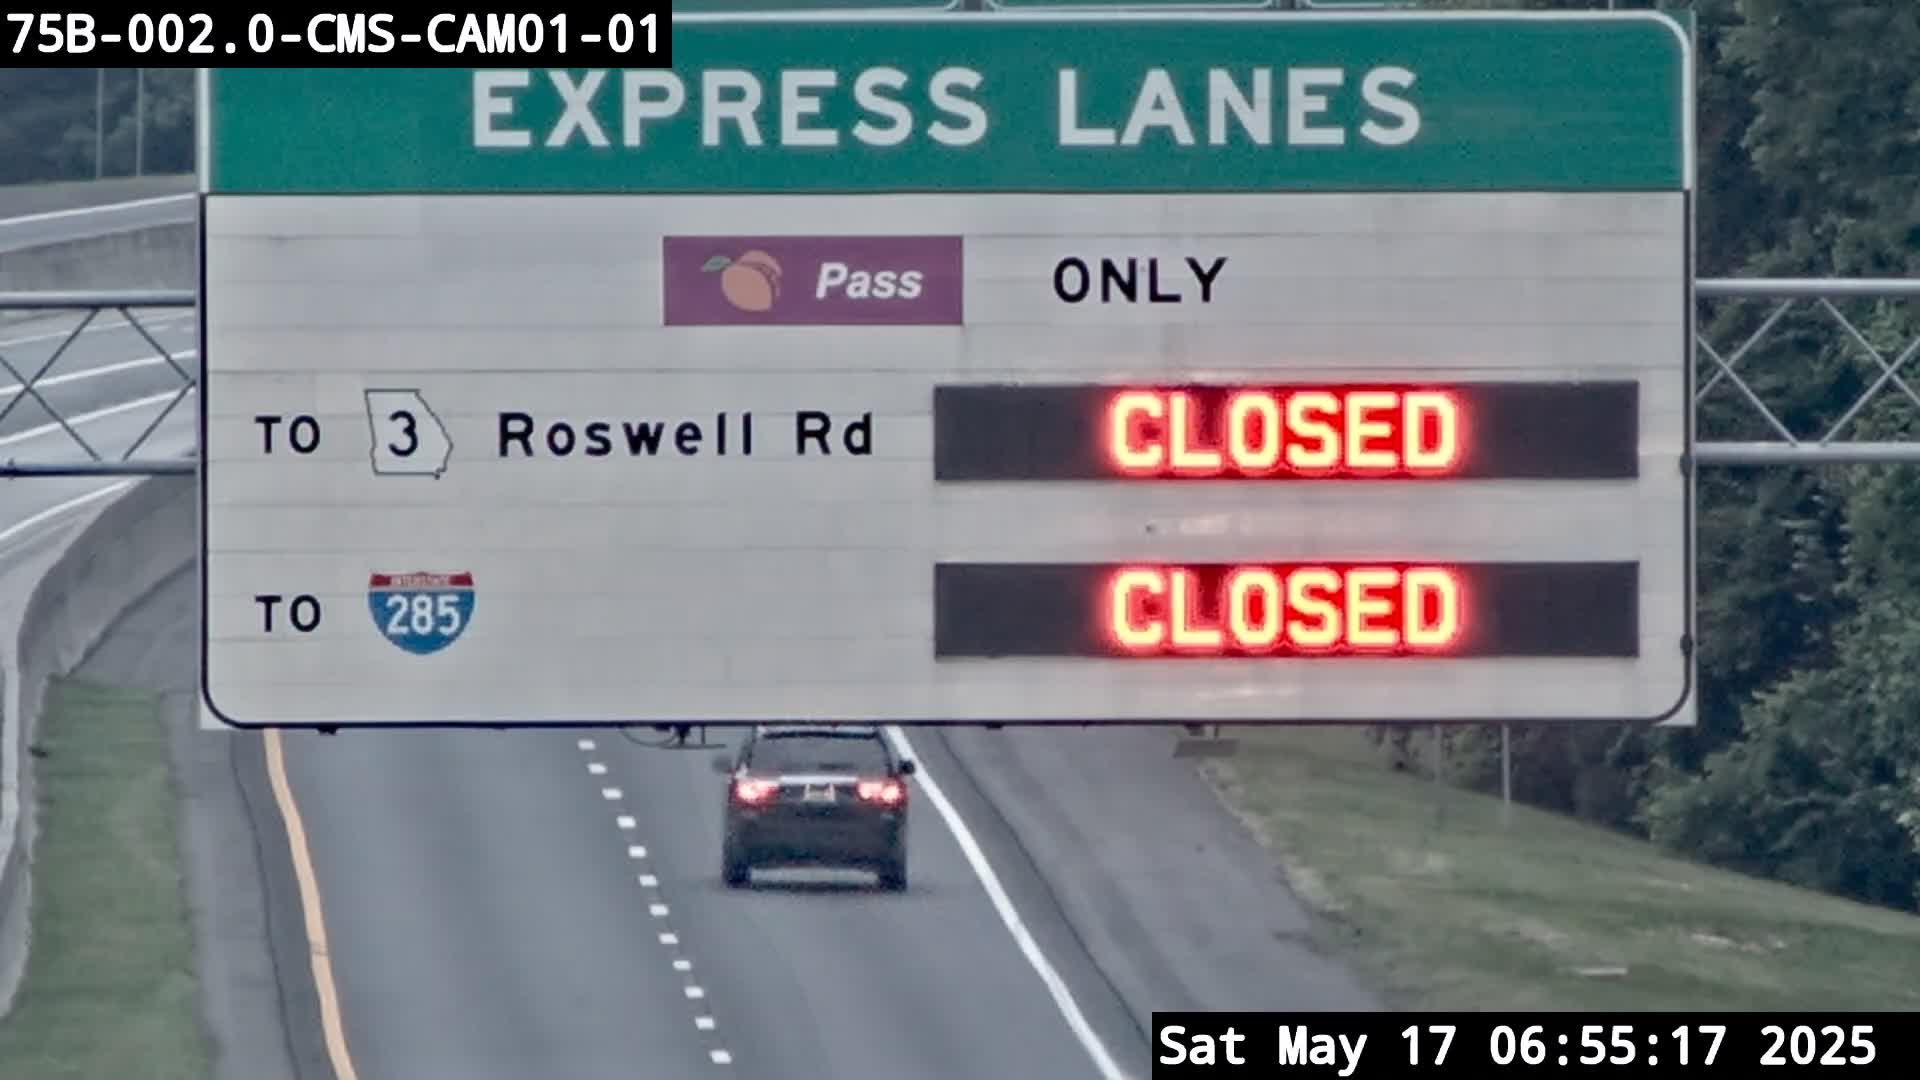 75B-002.0-CMS-CAM01-01
EXPRESS LANES
Pass ONLY
TO 3 Roswell Rd CLOSED
TO INTERSTATE 285 CLOSED
Sat May 17 06:55:17 2025